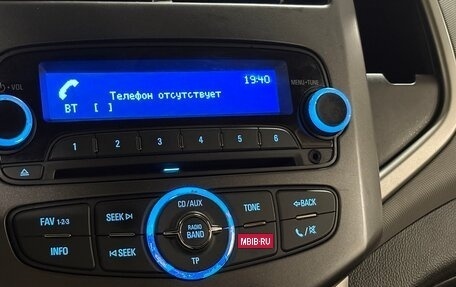 19:40
+ VOL
MENU•TUNE
Телефон отсутствует
BT [ ]
1 2 3 4 5 6
CD/AUX
FAV 1-2-3
SEEK
TONE
BACK
RADIO
BAND
INFO
SEEK
TP
MBIB·RU